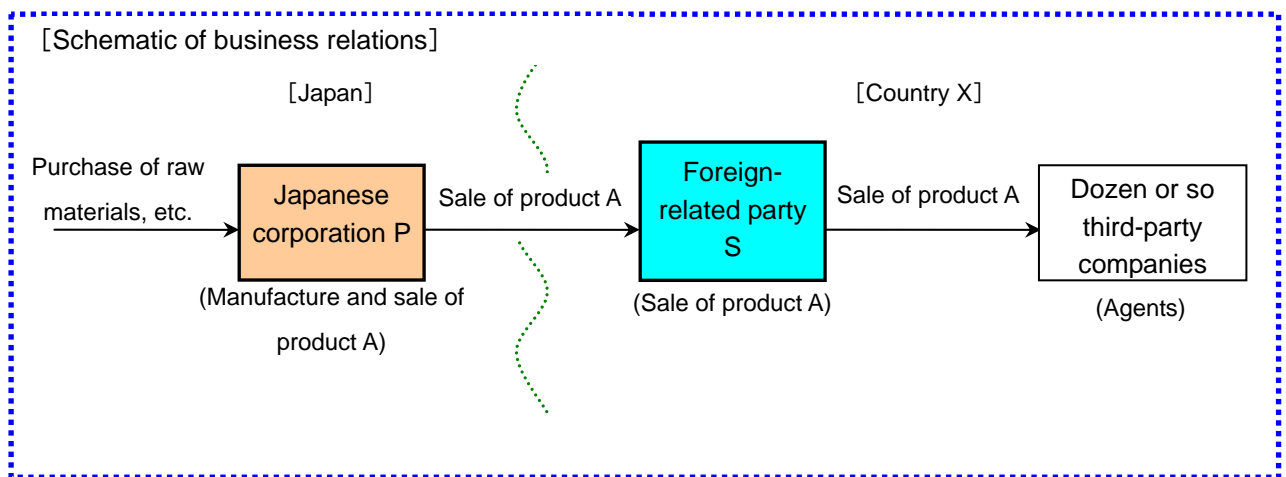 ［Schematic of business relations］
［Japan］
［Country X］
Purchase of raw
materials, etc.
Japanese
corporation P
(Manufacture and sale of
product A)
Sale of product A
Foreign-
related party
S
(Sale of product A)
Sale of product A
Dozen or so
third-party
companies
(Agents)